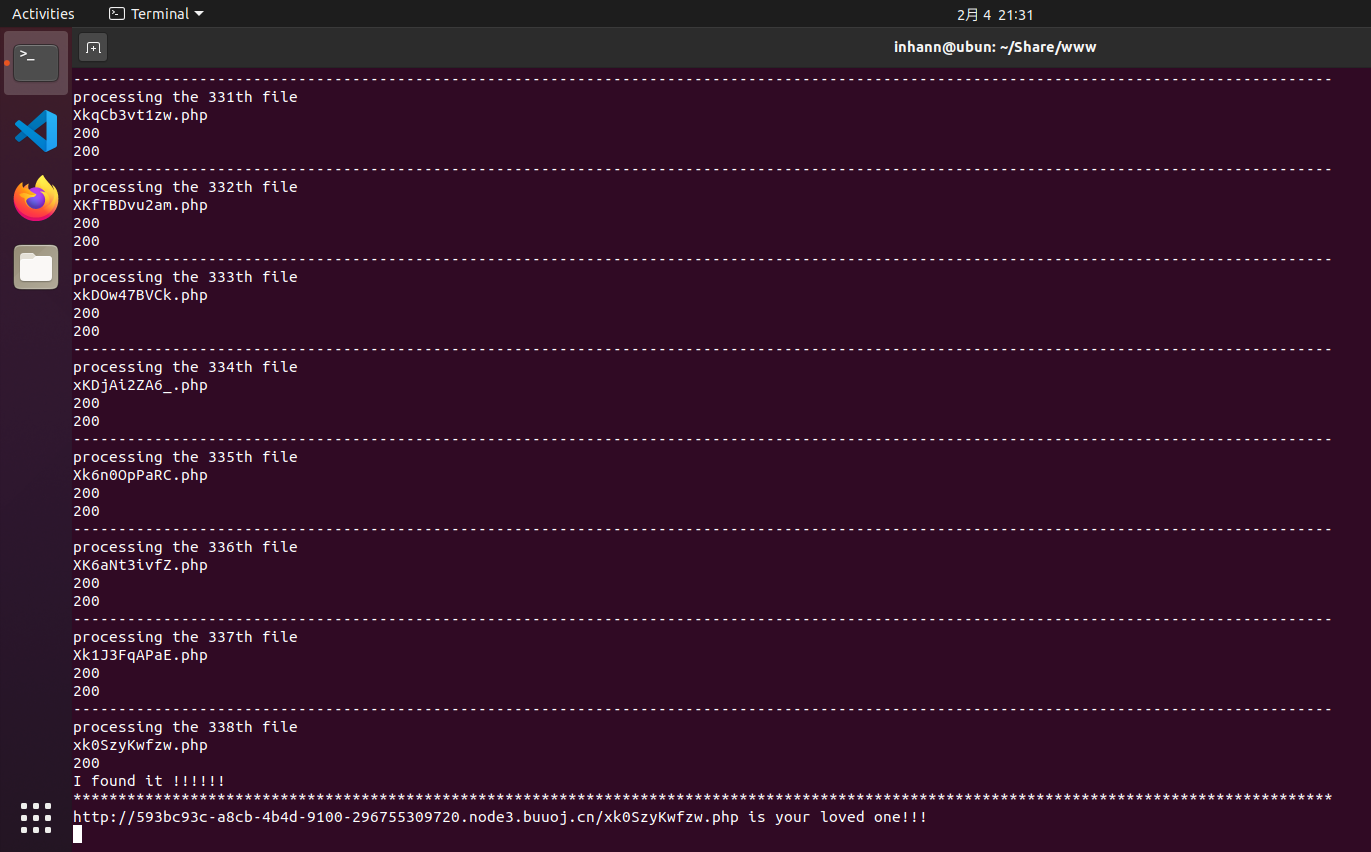 Activities
Terminal
2月 4 21:31
inhann@ubun: ~/Share/www
>_
--------------------------------------------------------------------------------------------------------------------------------------------
processing the 331th file
XkqCb3vt1zw.php
200
200
--------------------------------------------------------------------------------------------------------------------------------------------
processing the 332th file
XKfTBDvu2am.php
200
200
--------------------------------------------------------------------------------------------------------------------------------------------
processing the 333th file
xkDOw47BVCk.php
200
200
--------------------------------------------------------------------------------------------------------------------------------------------
processing the 334th file
xKDjAi2ZA6_.php
200
200
--------------------------------------------------------------------------------------------------------------------------------------------
processing the 335th file
Xk6n0OpPaRC.php
200
200
--------------------------------------------------------------------------------------------------------------------------------------------
processing the 336th file
XK6aNt3ivfZ.php
200
200
--------------------------------------------------------------------------------------------------------------------------------------------
processing the 337th file
Xk1J3FqAPaE.php
200
200
--------------------------------------------------------------------------------------------------------------------------------------------
processing the 338th file
xk0SzyKwfzw.php
200
I found it !!!!!!
********************************************************************************************************************************************
http://593bc93c-a8cb-4b4d-9100-296755309720.node3.buuoj.cn/xk0SzyKwfzw.php is your loved one!!!